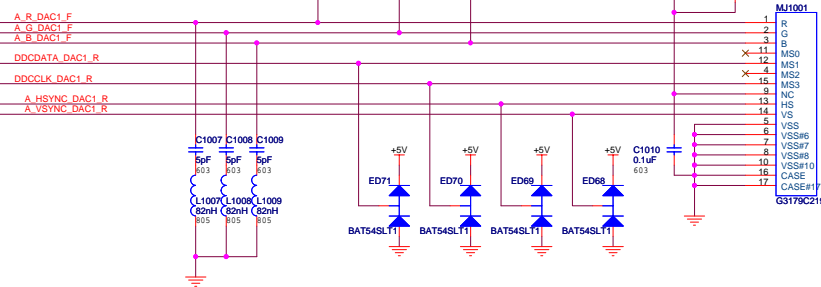 MJ1001
A_R_DAC1_F
1 R
A_G_DAC1_F
2 G
A_B_DAC1_F
3 B
11 MS0
DDCDATA_DAC1_R
12 MS1
4 MS2
DDCCLK_DAC1_R
15 MS3
9 NC
A_HSYNC_DAC1_R
13 HS
A_VSYNC_DAC1_R
14 VS
5 VSS
6 VSS#6
7 VSS#7
8 VSS#8
10 VSS#10
16 CASE
17 CASE#17
G3179C219
C1007 C1008 C1009
5pF 5pF 5pF
603 603 603
L1007 L1008 L1009
82nH 82nH 82nH
805 805 805
+5V +5V +5V +5V
C1010
0.1uF
603
ED71 ED70 ED69 ED68
BAT54SLT1 BAT54SLT1 BAT54SLT1 BAT54SLT1